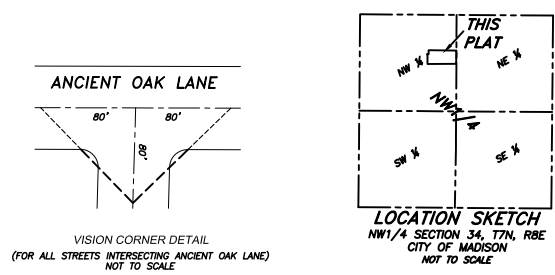 ANCIENT OAK LANE
80'
80'
80'
VISION CORNER DETAIL
(FOR ALL STREETS INTERSECTING ANCIENT OAK LANE)
NOT TO SCALE
THIS
PLAT
NW ¼
NE ¼
NW1/4
SW ¼
SE ¼
LOCATION SKETCH
NW1/4 SECTION 34, T7N, R8E
CITY OF MADISON
NOT TO SCALE